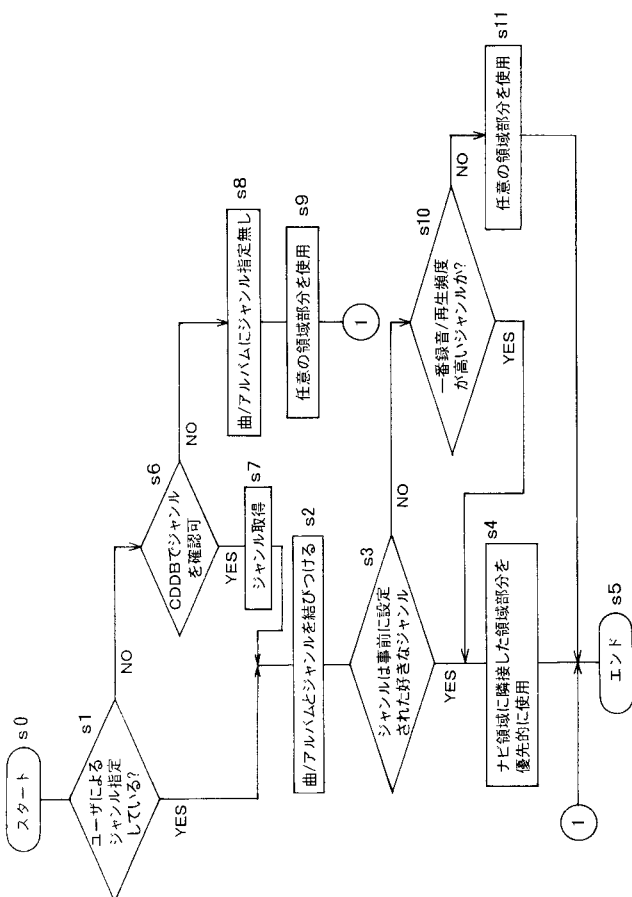 スタート
s0
ユーザによる
ジャンル指定
している?
s1
NO
YES
CDDBでジャンル
を確認可
s6
NO
YES
ジャンル取得
s7
曲/アルバムにジャンル指定無し
s8
任意の領域部分を使用
s9
1
曲/アルバムとジャンルを結びつける
s2
ジャンルは事前に設定
された好きなジャンル
s3
NO
YES
一番録音/再生頻度
が高いジャンルか?
s10
NO
YES
任意の領域部分を使用
s11
ナビ領域に隣接した領域部分を
優先的に使用
s4
1
エンド
s5